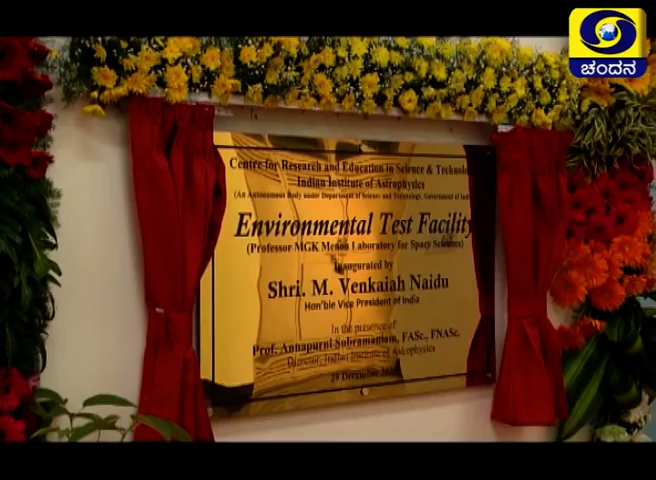 ಚಂದನ
Centre for Research and Education in Science &
Indian Institute of Astrophysics
(An Autonomous Body under Department of Science and Technology, Government of
Environmental Test Facility
(Professor MGK Menon Laboratory for Space Sciences)
Inaugurated by
Shri. M. Venkaiah Naidu
Hon'ble Vice President of India
In the presence of
Prof. Annapurni Subramaniam, FASc., FNASc.
Director, Indian Institute of Astrophysics
29 December